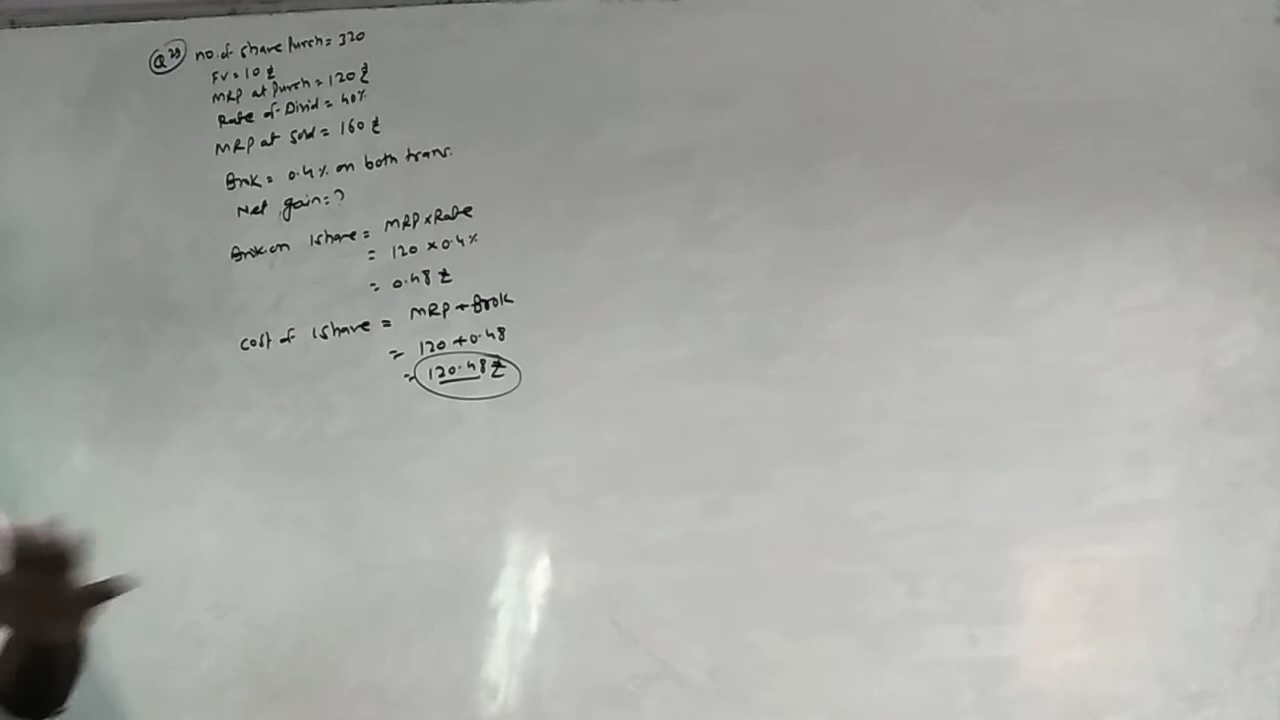 Q 29 no. of share Purch = 320
FV = 10 ₹
MRP at Purch = 120 ₹
Rate of Divid = 40%
MRP at sold = 160 ₹
Brok = 0.4% on both trans.
Net gain = ?
Brok. on 1 share = MRP x Rate
= 120 x 0.4%
= 0.48 ₹
Cost of 1 share = MRP + Brok
= 120 + 0.48
= 120.48 ₹